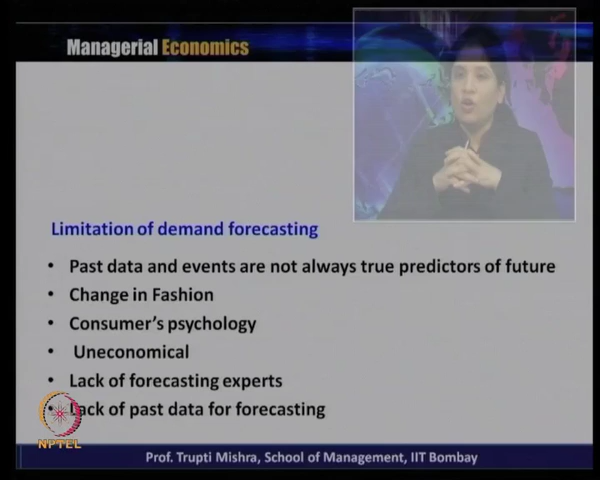 Managerial Economics
Limitation of demand forecasting
• Past data and events are not always true predictors of future
• Change in Fashion
• Consumer's psychology
• Uneconomical
• Lack of forecasting experts
• Lack of past data for forecasting
NPTEL
Prof. Trupti Mishra, School of Management, IIT Bombay